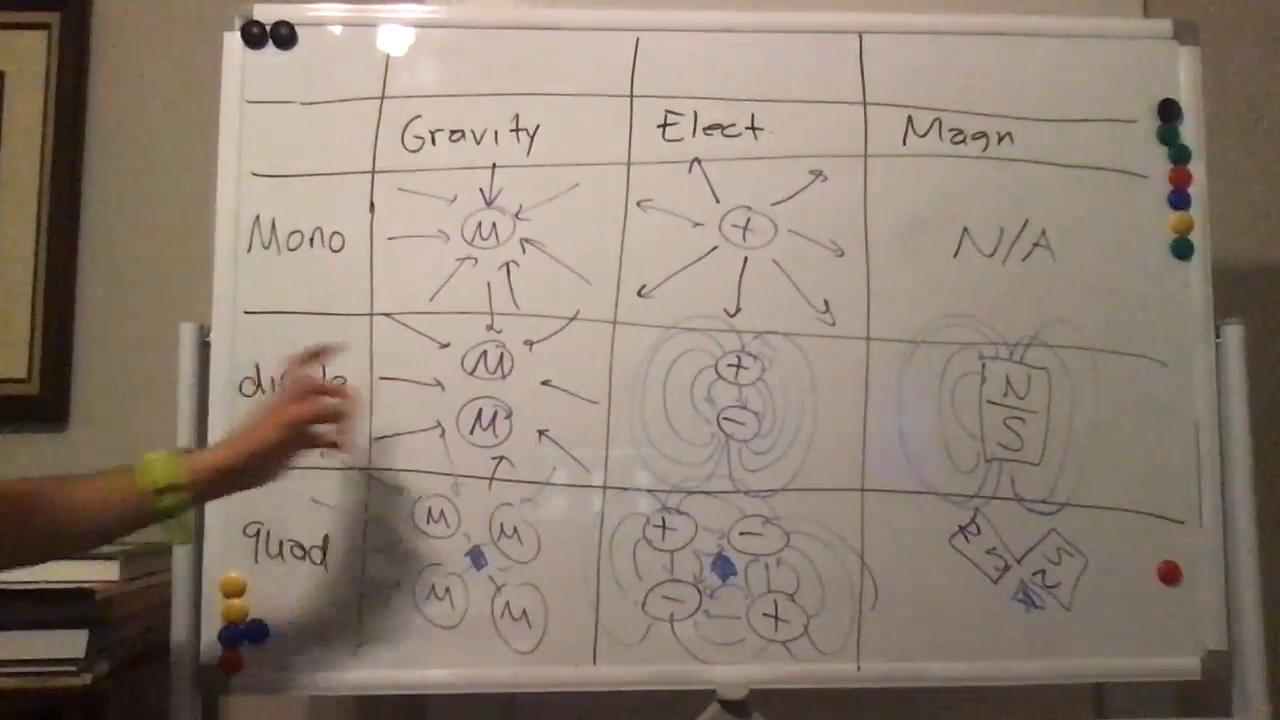 Gravity Elect. Magn
Mono M + N/A
M + N
M - S
quad M M + - N S S N
M M - +